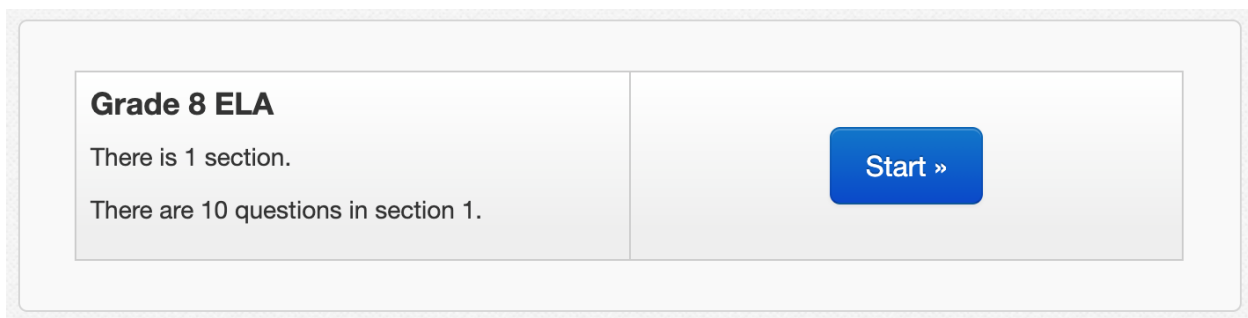 Grade 8 ELA
There is 1 section.
There are 10 questions in section 1.
Start »